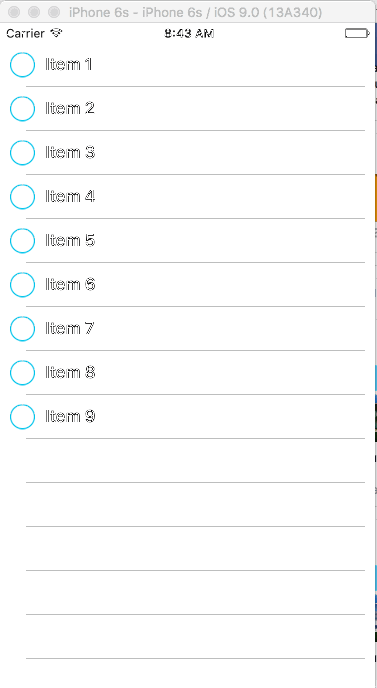 iPhone 6s - iPhone 6s / iOS 9.0 (13A340)
Carrier 8:43 AM
Item 1
Item 2
Item 3
Item 4
Item 5
Item 6
Item 7
Item 8
Item 9